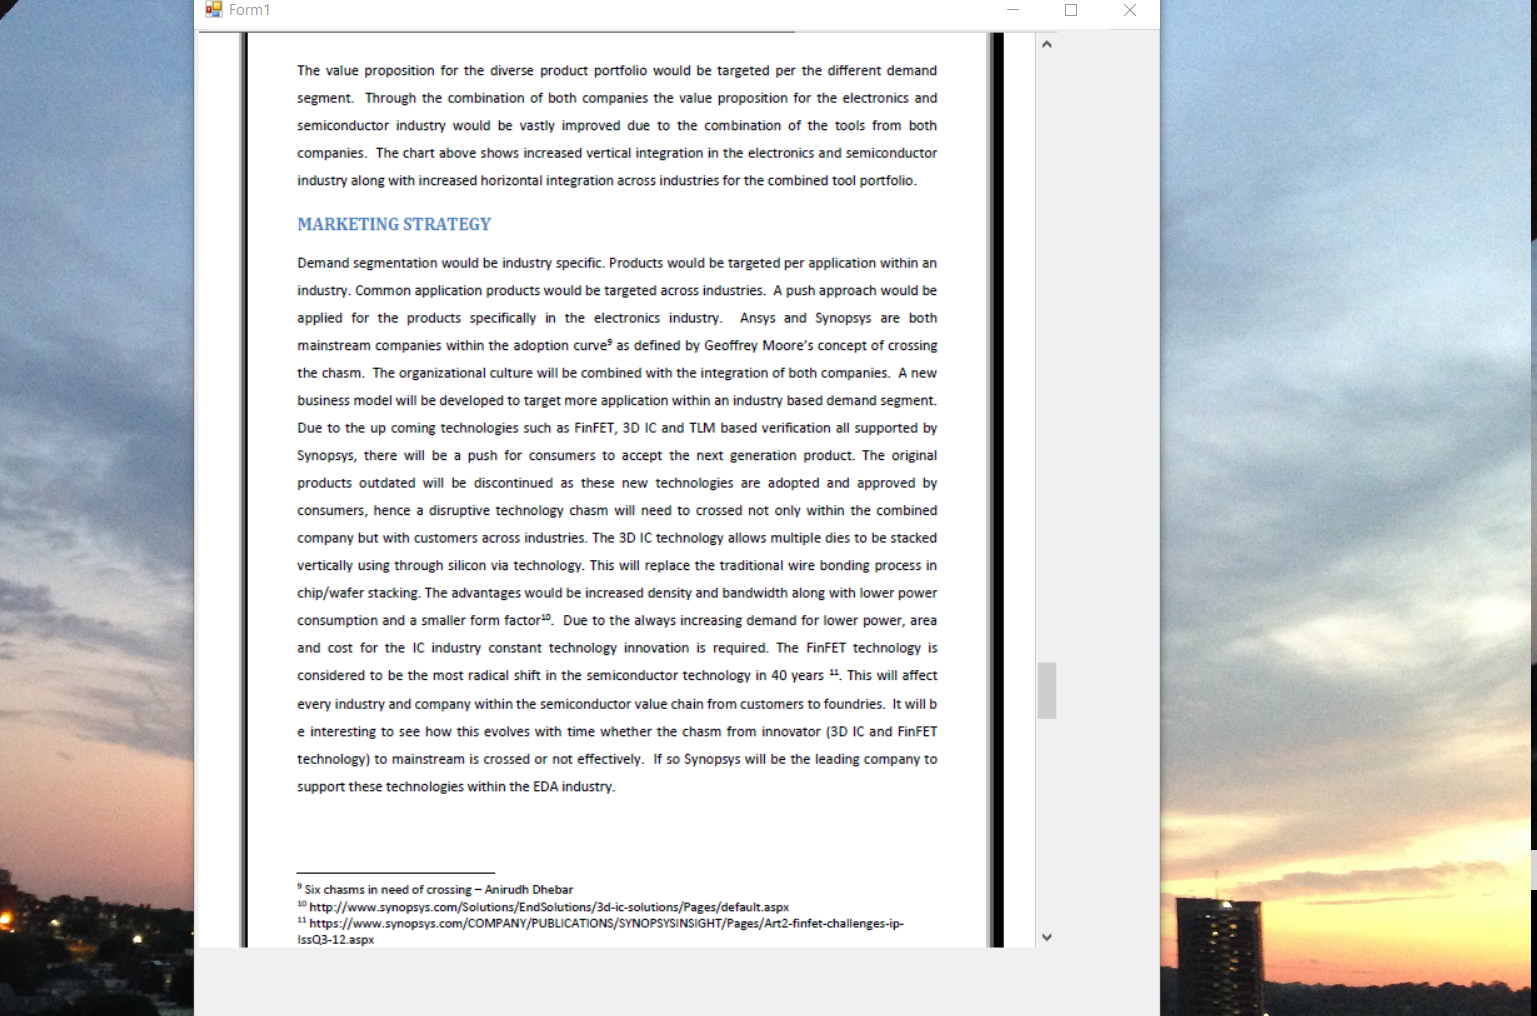 Form1
The value proposition for the diverse product portfolio would be targeted per the different demand
segment.  Through the combination of both companies the value proposition for the electronics and
semiconductor industry would be vastly improved due to the combination of the tools from both
companies.  The chart above shows increased vertical integration in the electronics and semiconductor
industry along with increased horizontal integration across industries for the combined tool portfolio.
MARKETING STRATEGY
Demand segmentation would be industry specific. Products would be targeted per application within an
industry. Common application products would be targeted across industries.  A push approach would be
applied for the products specifically in the electronics industry.  Ansys and Synopsys are both
mainstream companies within the adoption curve⁹ as defined by Geoffrey Moore’s concept of crossing
the chasm.  The organizational culture will be combined with the integration of both companies.  A new
business model will be developed to target more application within an industry based demand segment.
Due to the up coming technologies such as FinFET, 3D IC and TLM based verification all supported by
Synopsys, there will be a push for consumers to accept the next generation product. The original
products outdated will be discontinued as these new technologies are adopted and approved by
consumers, hence a disruptive technology chasm will need to crossed not only within the combined
company but with customers across industries. The 3D IC technology allows multiple dies to be stacked
vertically using through silicon via technology. This will replace the traditional wire bonding process in
chip/wafer stacking. The advantages would be increased density and bandwidth along with lower power
consumption and a smaller form factor¹⁰.  Due to the always increasing demand for lower power, area
and cost for the IC industry constant technology innovation is required. The FinFET technology is
considered to be the most radical shift in the semiconductor technology in 40 years ¹¹. This will affect
every industry and company within the semiconductor value chain from customers to foundries.  It will b
e interesting to see how this evolves with time whether the chasm from innovator (3D IC and FinFET
technology) to mainstream is crossed or not effectively.  If so Synopsys will be the leading company to
support these technologies within the EDA industry.
⁹ Six chasms in need of crossing – Anirudh Dhebar
¹⁰ http://www.synopsys.com/Solutions/EndSolutions/3d-ic-solutions/Pages/default.aspx
¹¹ https://www.synopsys.com/COMPANY/PUBLICATIONS/SYNOPSYSINSIGHT/Pages/Art2-finfet-challenges-ip-
IssQ3-12.aspx